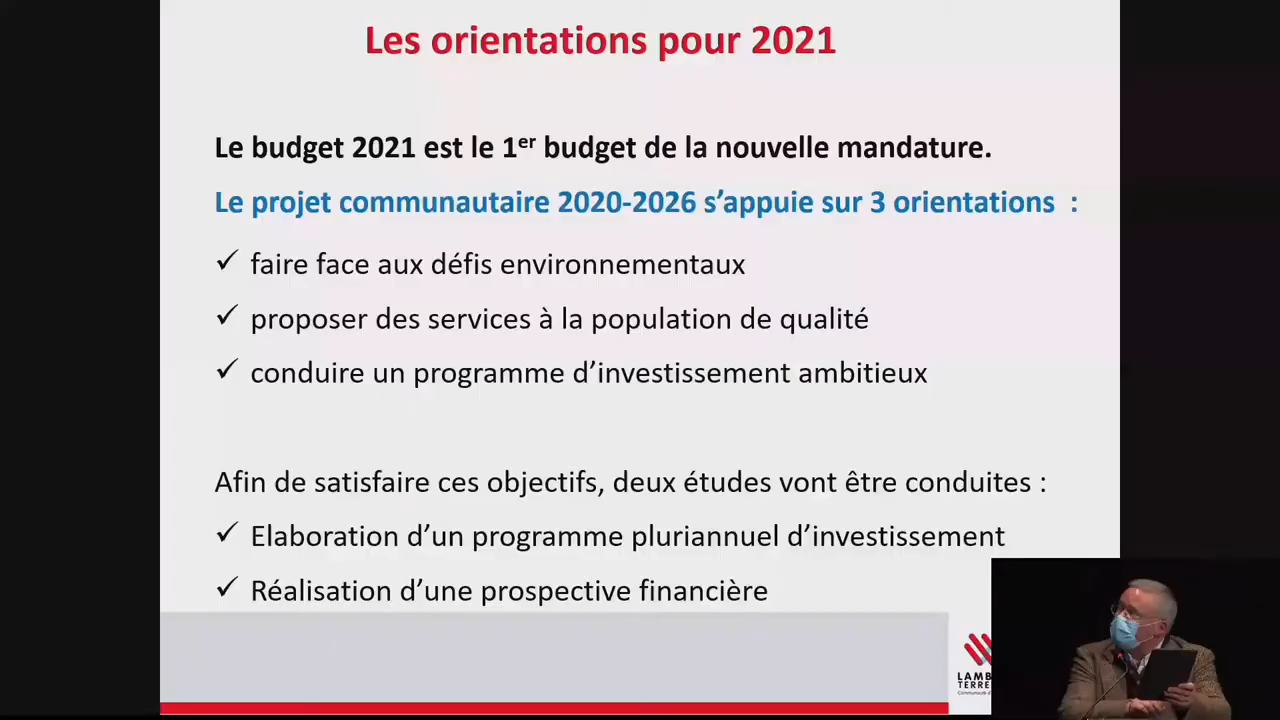 Les orientations pour 2021
Le budget 2021 est le 1er budget de la nouvelle mandature.
Le projet communautaire 2020-2026 s’appuie sur 3 orientations :
✓ faire face aux défis environnementaux
✓ proposer des services à la population de qualité
✓ conduire un programme d’investissement ambitieux
Afin de satisfaire ces objectifs, deux études vont être conduites :
✓ Elaboration d’un programme pluriannuel d’investissement
✓ Réalisation d’une prospective financière
LAMB
TERRE